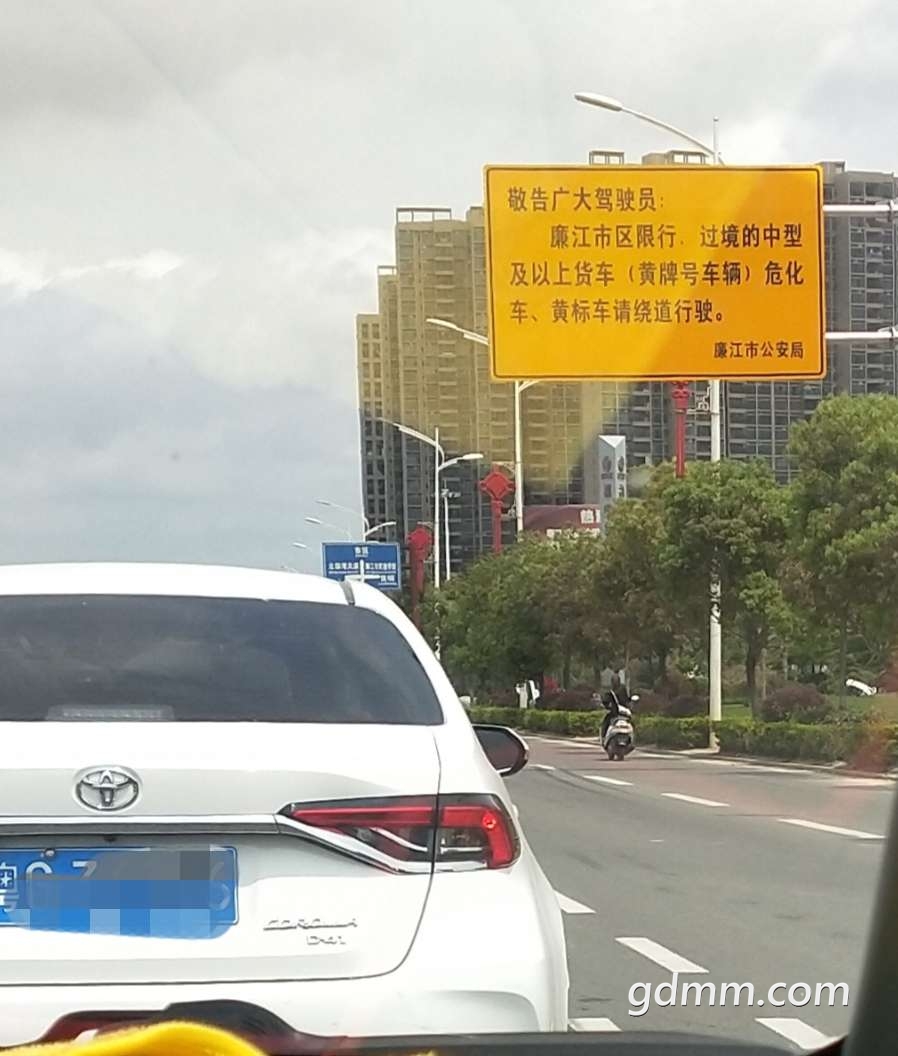 敬告广大驾驶员:
廉江市区限行．过境的中型
及以上货车（黄牌号车辆）危化
车、黄标车请绕道行驶。
廉江市公安局
COROLLA
D-4T
gdmm.com